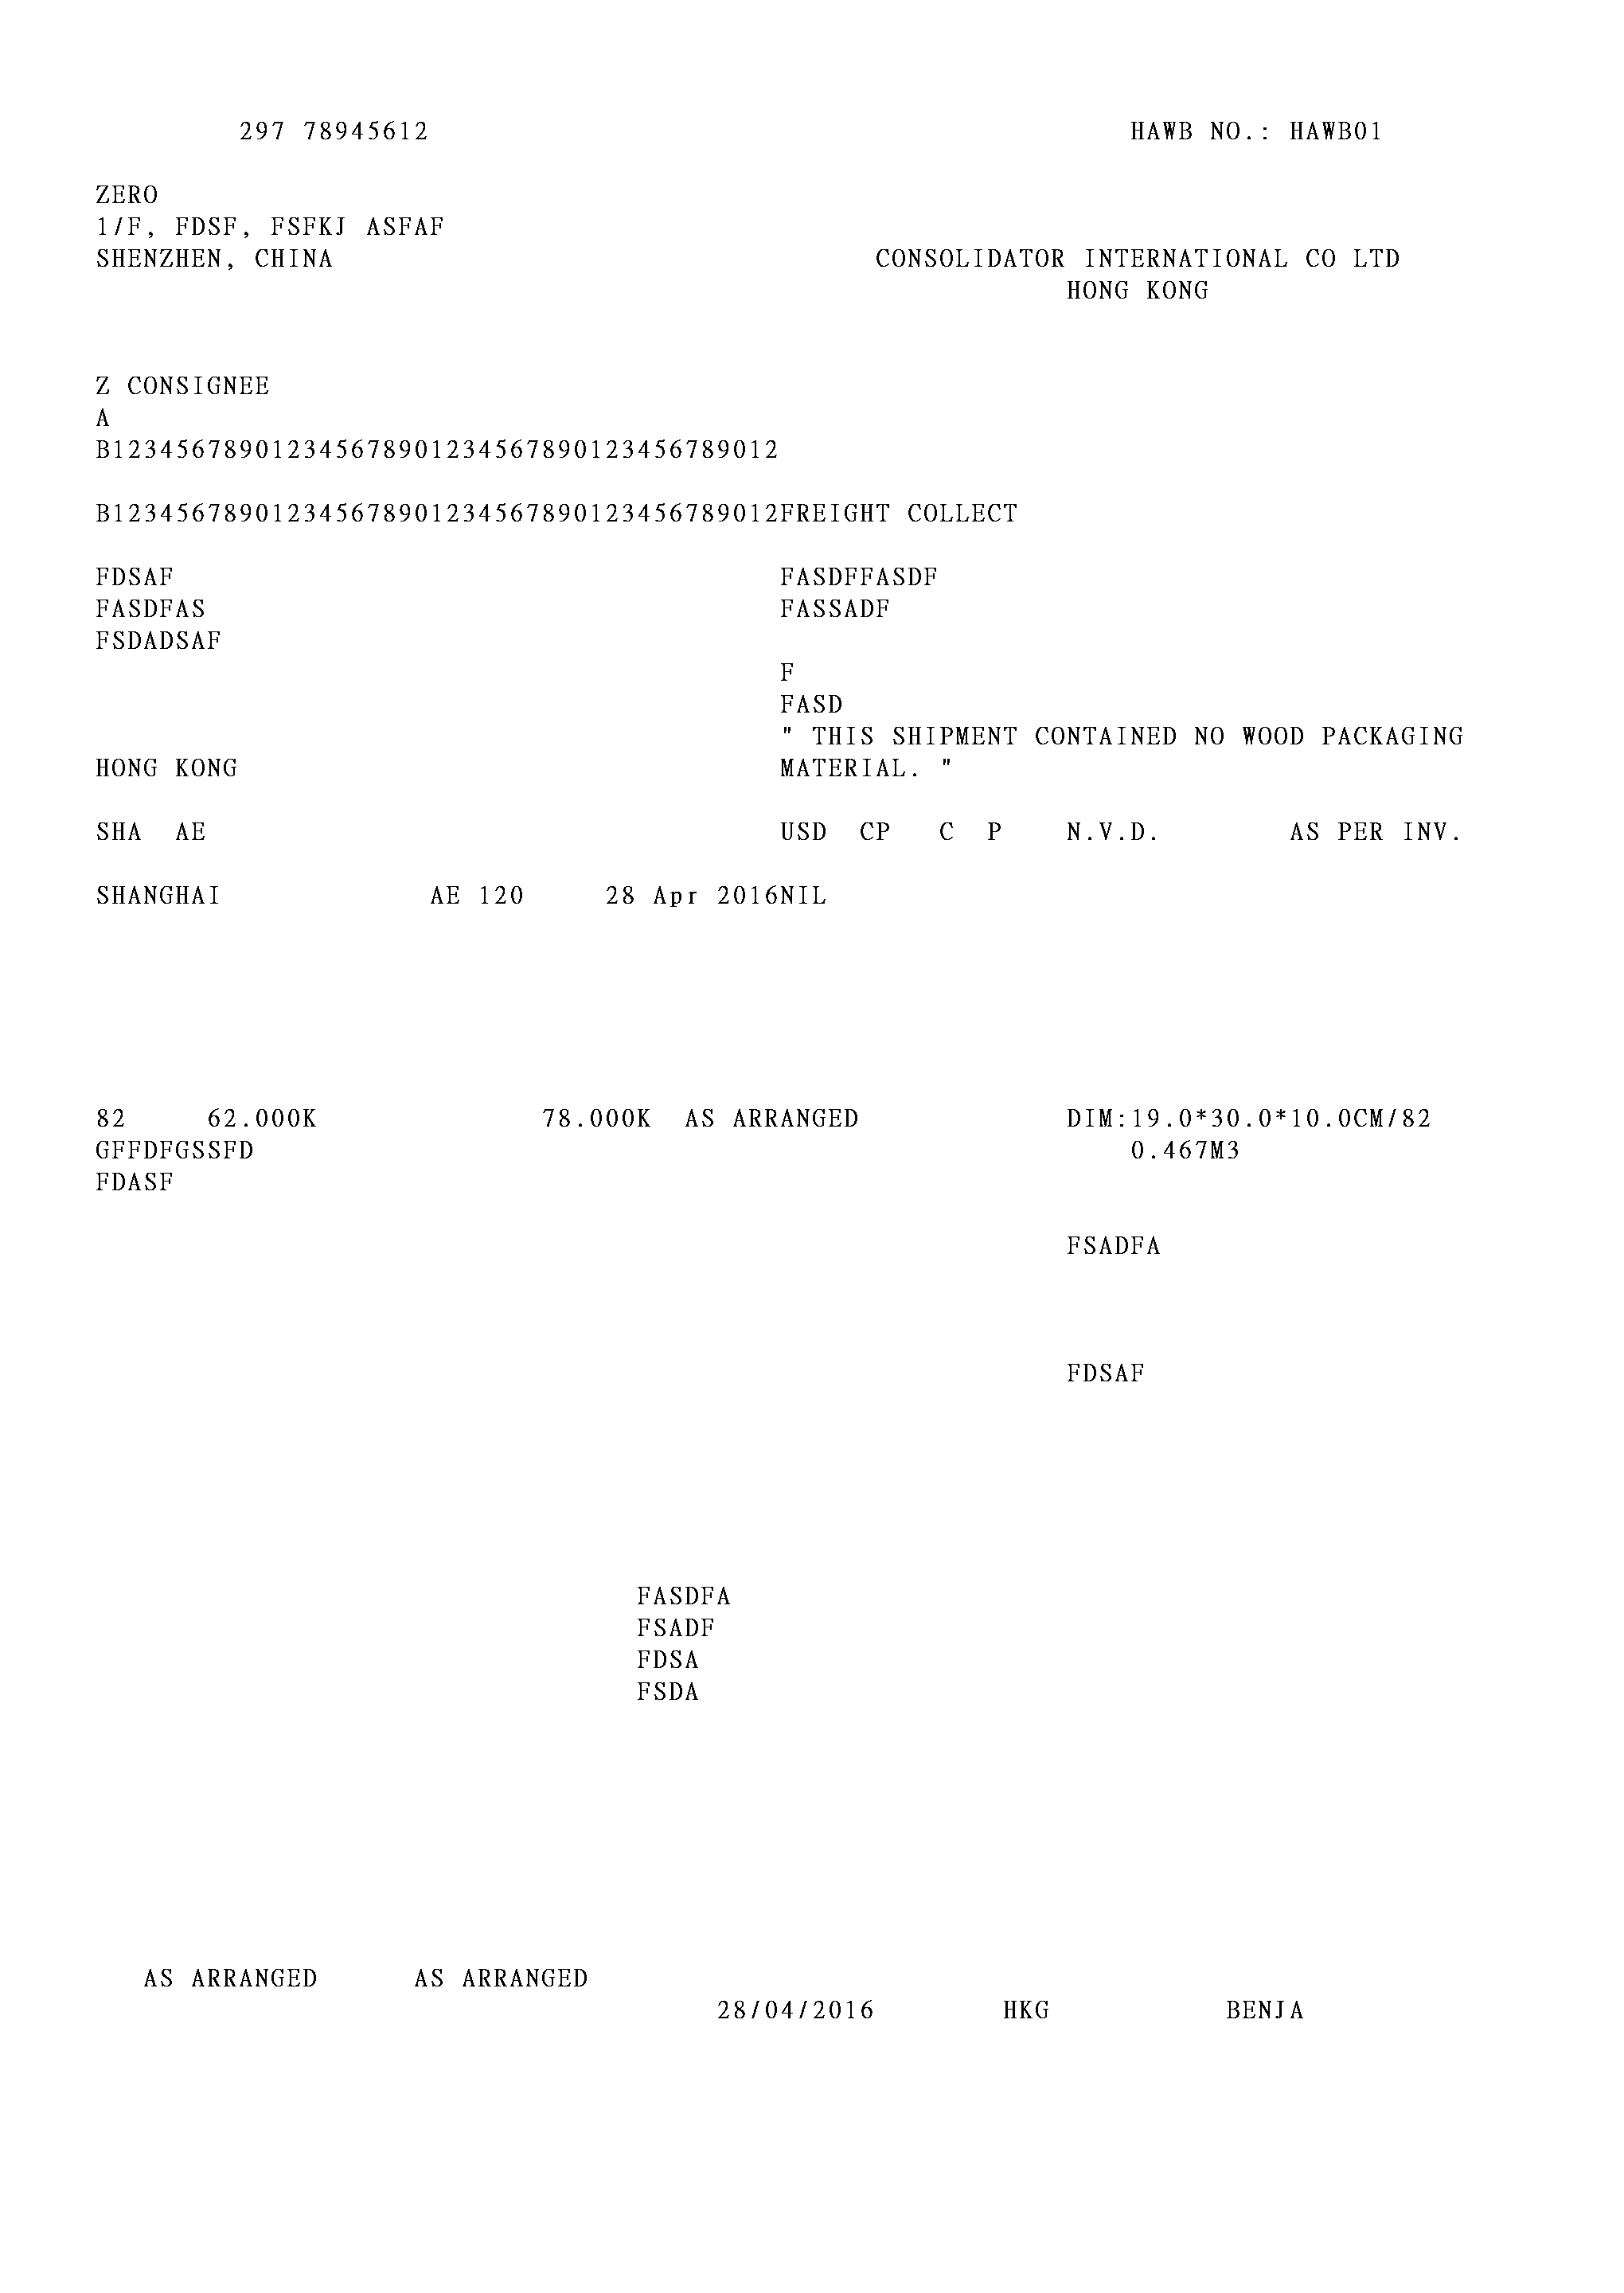 297 78945612 HAWB NO.: HAWB01
ZERO
1/F, FDSF, FSFKJ ASFAF
SHENZHEN, CHINA CONSOLIDATOR INTERNATIONAL CO LTD
HONG KONG
Z CONSIGNEE
A
B123456789012345678901234567890123456789012
B123456789012345678901234567890123456789012FREIGHT COLLECT
FDSAF FASDFFASDF
FASDFAS FASSADF
FSDADSAF
F
FASD
" THIS SHIPMENT CONTAINED NO WOOD PACKAGING
HONG KONG MATERIAL. "
SHA AE USD CP C P N.V.D. AS PER INV.
SHANGHAI AE 120 28 Apr 2016NIL
82 62.000K 78.000K AS ARRANGED DIM:19.0*30.0*10.0CM/82
GFFDFGSSFD 0.467M3
FDASF
FSADFA
FDSAF
FASDFA
FSADF
FDSA
FSDA
AS ARRANGED AS ARRANGED
28/04/2016 HKG BENJA